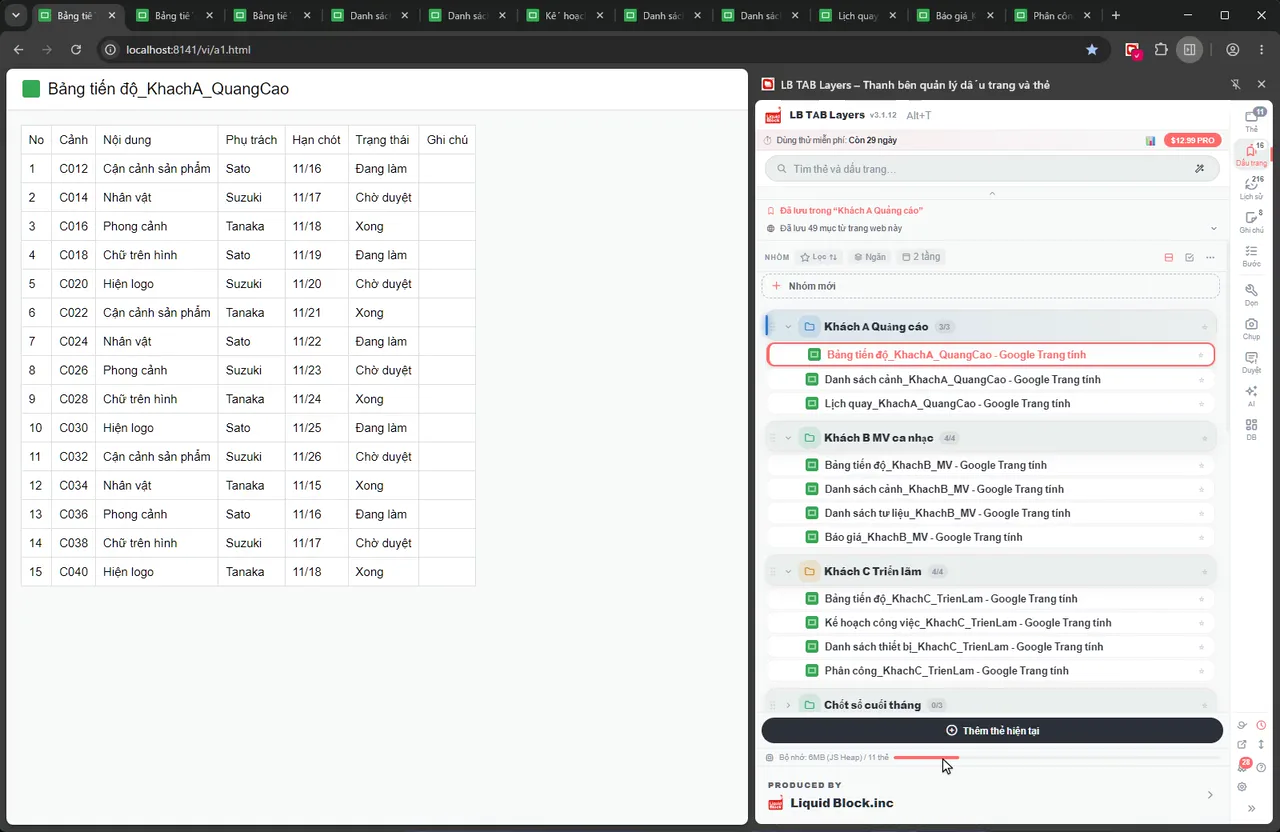 Bảng tiế
Bảng tiế
Bảng tiế
Danh sác
Danh sác
Kế hoạc
Danh sác
Danh sác
Lịch quay
Báo giá_K
Phân côn
localhost:8141/vi/a1.html
Bảng tiến độ_KhachA_QuangCao
No Cảnh Nội dung Phụ trách Hạn chót Trạng thái Ghi chú
1 C012 Cận cảnh sản phẩm Sato 11/16 Đang làm
2 C014 Nhân vật Suzuki 11/17 Chờ duyệt
3 C016 Phong cảnh Tanaka 11/18 Xong
4 C018 Chữ trên hình Sato 11/19 Đang làm
5 C020 Hiện logo Suzuki 11/20 Chờ duyệt
6 C022 Cận cảnh sản phẩm Tanaka 11/21 Xong
7 C024 Nhân vật Sato 11/22 Đang làm
8 C026 Phong cảnh Suzuki 11/23 Chờ duyệt
9 C028 Chữ trên hình Tanaka 11/24 Xong
10 C030 Hiện logo Sato 11/25 Đang làm
11 C032 Cận cảnh sản phẩm Suzuki 11/26 Chờ duyệt
12 C034 Nhân vật Tanaka 11/15 Xong
13 C036 Phong cảnh Sato 11/16 Đang làm
14 C038 Chữ trên hình Suzuki 11/17 Chờ duyệt
15 C040 Hiện logo Tanaka 11/18 Xong
LB TAB Layers – Thanh bên quản lý dấu trang và thẻ
LB TAB Layers v3.1.12 Alt+T
Dùng thử miễn phí: Còn 29 ngày
$12.99 PRO
Tìm thẻ và dấu trang…
Đã lưu trong “Khách A Quảng cáo”
Đã lưu 49 mục từ trang web này
NHÓM Lọc Ngăn 2 tầng
Nhóm mới
Khách A Quảng cáo 3/3
Bảng tiến độ_KhachA_QuangCao - Google Trang tính
Danh sách cảnh_KhachA_QuangCao - Google Trang tính
Lịch quay_KhachA_QuangCao - Google Trang tính
Khách B MV ca nhạc 4/4
Bảng tiến độ_KhachB_MV - Google Trang tính
Danh sách cảnh_KhachB_MV - Google Trang tính
Danh sách tư liệu_KhachB_MV - Google Trang tính
Báo giá_KhachB_MV - Google Trang tính
Khách C Triển lãm 4/4
Bảng tiến độ_KhachC_TrienLam - Google Trang tính
Kế hoạch công việc_KhachC_TrienLam - Google Trang tính
Danh sách thiết bị_KhachC_TrienLam - Google Trang tính
Phân công_KhachC_TrienLam - Google Trang tính
Chốt sổ cuối tháng 0/3
Thêm thẻ hiện tại
Bộ nhớ: 6MB (JS Heap) / 11 thẻ
PRODUCED BY
Liquid Block.inc
11
Thẻ
16
Dấu trang
216
Lịch sử
8
Ghi chú
Bước
Dọn
Chụp
Duyệt
AI
DB
28